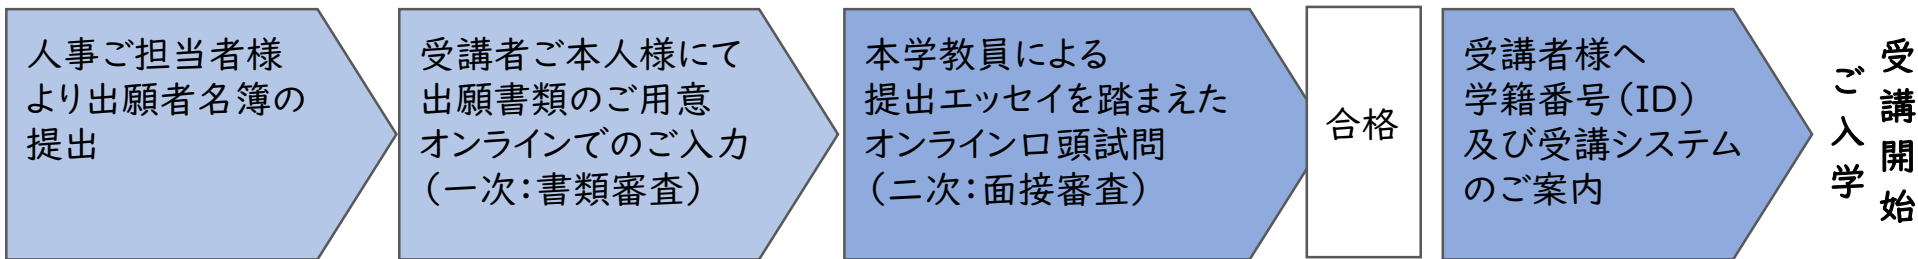 人事ご担当者様
より出願者名簿の
提出
受講者ご本人様にて
出願書類のご用意
オンラインでのご入力
（一次：書類審査）
本学教員による
提出エッセイを踏まえた
オンライン口頭試問
（二次：面接審査）
合格
受講者様へ
学籍番号（ID）
及び受講システム
のご案内
受講開始
ご入学